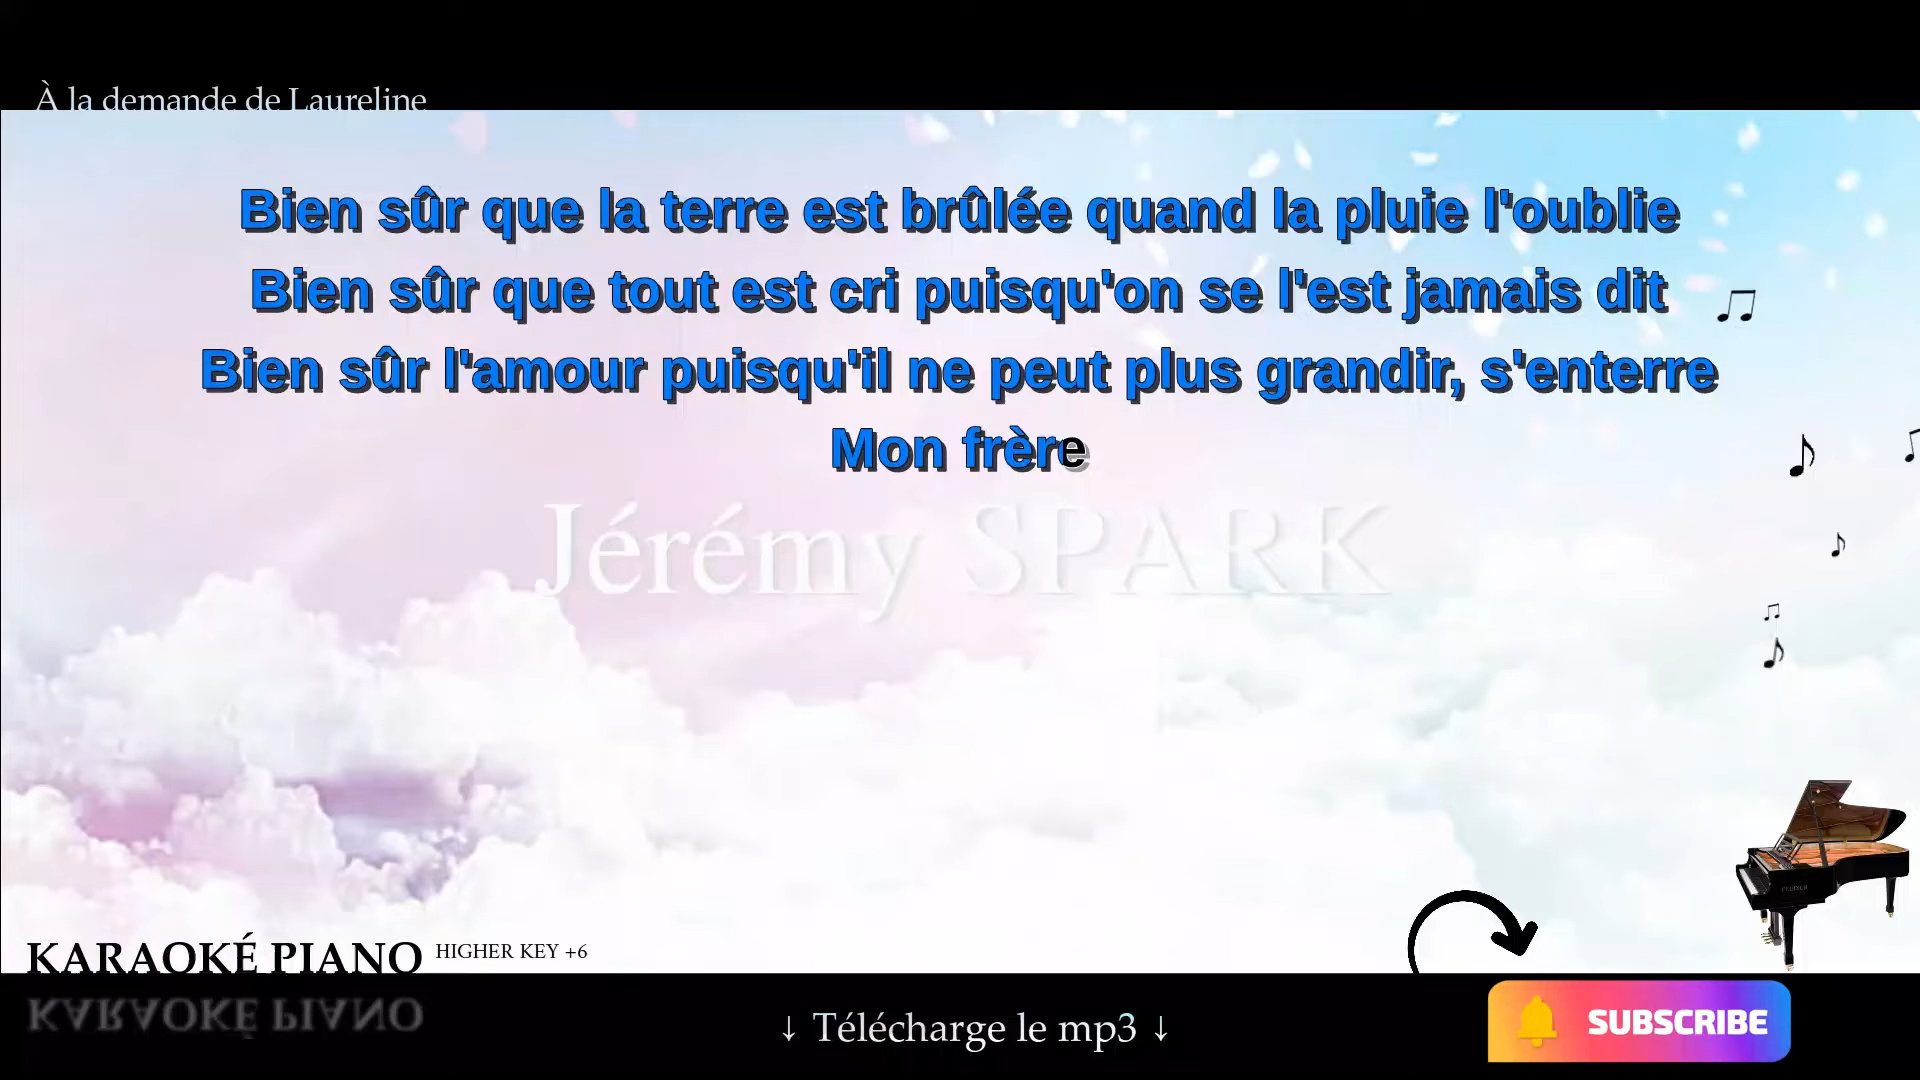 À la demande de Laureline
Bien sûr que la terre est brûlée quand la pluie l'oublie
Bien sûr que tout est cri puisqu'on se l'est jamais dit
Bien sûr l'amour puisqu'il ne peut plus grandir, s'enterre
Mon frère
Jérémy SPARK
KARAOKÉ PIANO HIGHER KEY +6
KARAOKÉ PIANO
↓ Télécharge le mp3 ↓
SUBSCRIBE